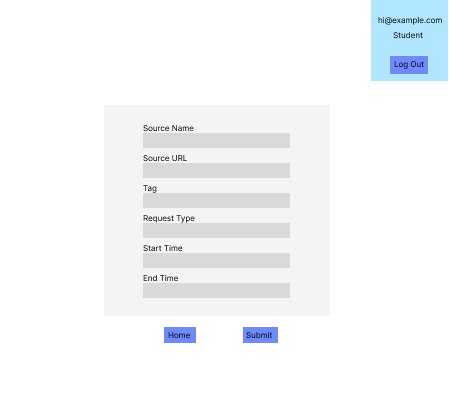 hi@example.com
Student
Log Out
Source Name
Source URL
Tag
Request Type
Start Time
End Time
Home
Submit